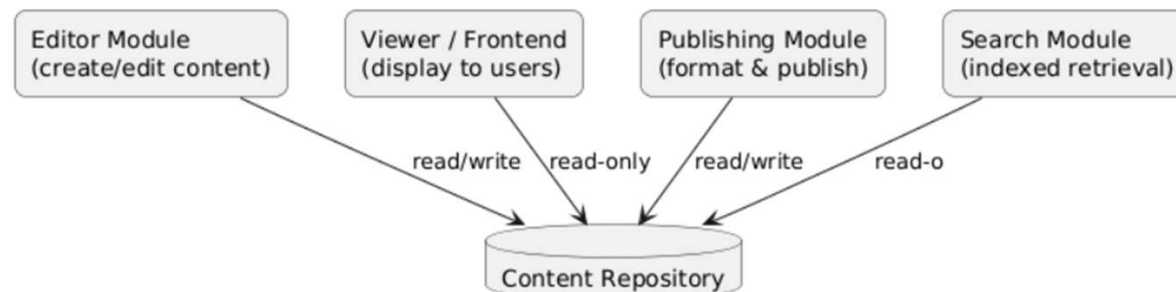 Editor Module
(create/edit content)
Viewer / Frontend
(display to users)
Publishing Module
(format & publish)
Search Module
(indexed retrieval)
read/write
read-only
read/write
read-o
Content Repository